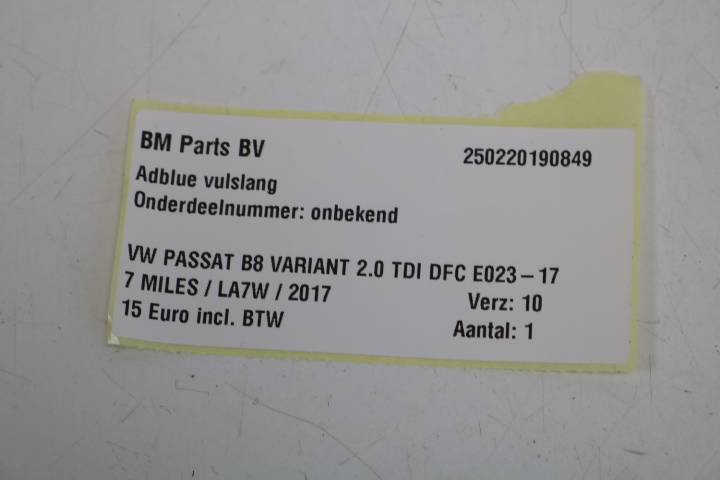 BM Parts BV 250220190849
Adblue vulslang
Onderdeelnummer: onbekend
VW PASSAT B8 VARIANT 2.0 TDI DFC E023-17
7 MILES / LA7W / 2017 Verz: 10
15 Euro incl. BTW Aantal: 1